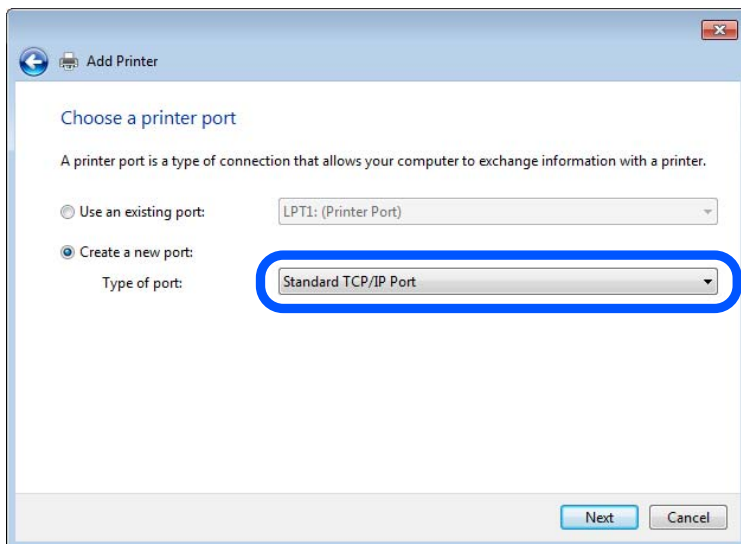 Add Printer
Choose a printer port
A printer port is a type of connection that allows your computer to exchange information with a printer.
Use an existing port: LPT1: (Printer Port)
Create a new port:
Type of port: Standard TCP/IP Port
Next Cancel